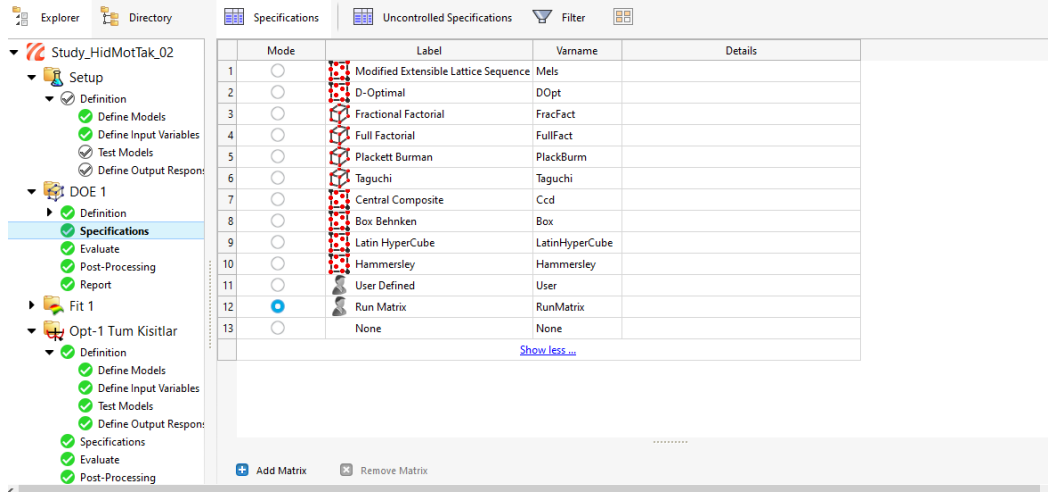 Explorer Directory Specifications Uncontrolled Specifications Filter
Study_HidMotTak_02
Setup
Definition
Define Models
Define Input Variables
Test Models
Define Output Respon
DOE 1
Definition
Specifications
Evaluate
Post-Processing
Report
Fit 1
Opt-1 Tum Kisitlar
Definition
Define Models
Define Input Variables
Test Models
Define Output Respon
Specifications
Evaluate
Post-Processing
Mode Label Varname Details
1 Modified Extensible Lattice Sequence Mels
2 D-Optimal DOpt
3 Fractional Factorial FracFact
4 Full Factorial FullFact
5 Plackett Burman PlackBurm
6 Taguchi Taguchi
7 Central Composite Ccd
8 Box Behnken Box
9 Latin HyperCube LatinHyperCube
10 Hammersley Hammersley
11 User Defined User
12 Run Matrix RunMatrix
13 None None
Show less ...
Add Matrix Remove Matrix